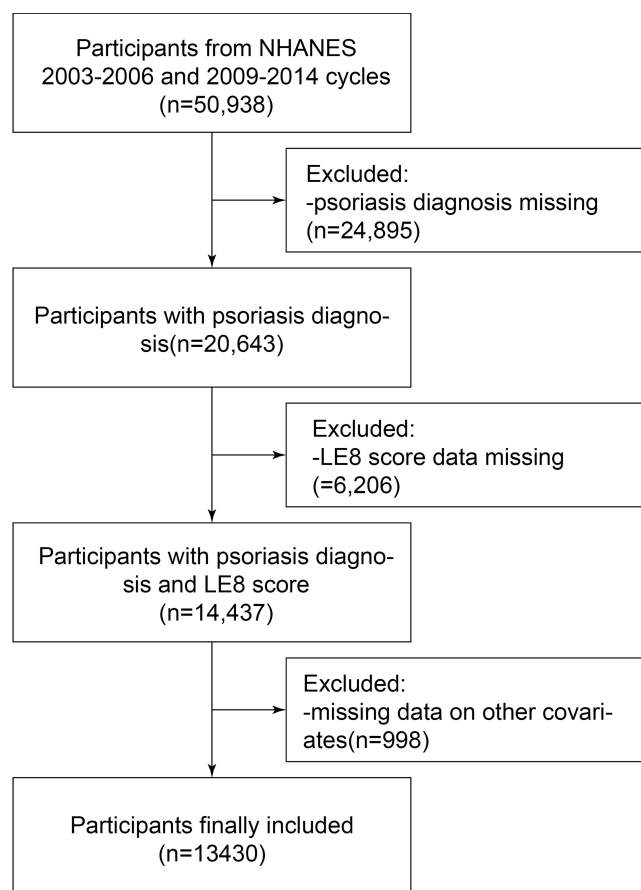 Participants from NHANES
2003-2006 and 2009-2014 cycles
(n=50,938)
Excluded:
-psoriasis diagnosis missing
(n=24,895)
Participants with psoriasis diagno-
sis(n=20,643)
Excluded:
-LE8 score data missing
(=6,206)
Participants with psoriasis diagno-
sis and LE8 score
(n=14,437)
Excluded:
-missing data on other covari-
ates(n=998)
Participants finally included
(n=13430)